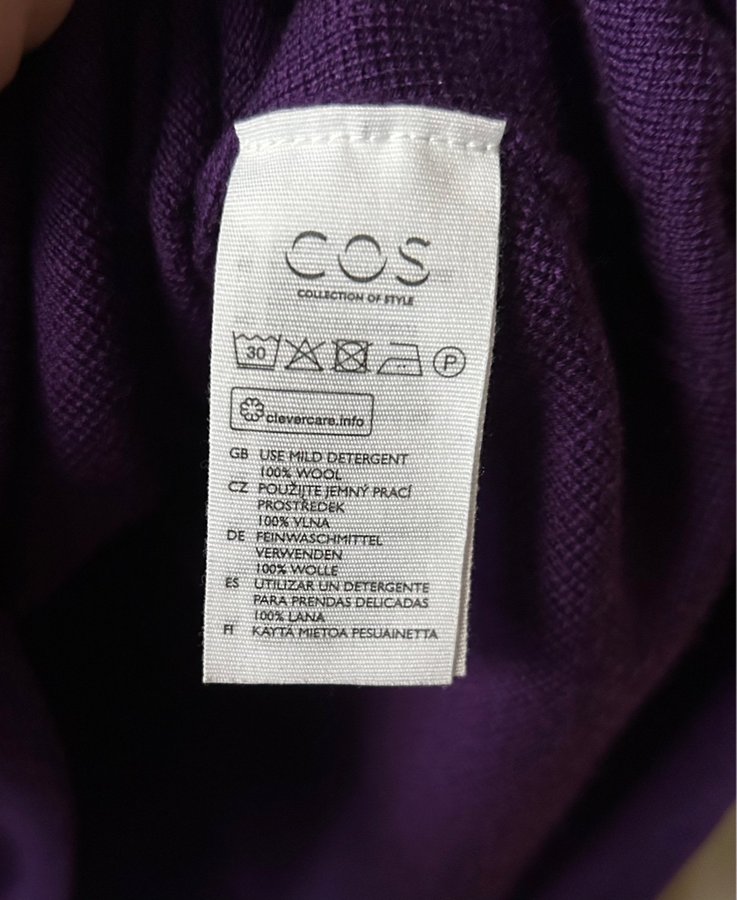 COS
COLLECTION OF STYLE
30 P
clevercare.info
GB USE MILD DETERGENT
100% WOOL
CZ POUŽIJTE JEMNÝ PRACÍ
PROSTŘEDEK
100% VLNA
DE FEINWASCHMITTEL
VERWENDEN
100% WOLLE
ES UTILIZAR UN DETERGENTE
PARA PRENDAS DELICADAS
100% LANA
FI KÄYTÄ MIETOA PESUAINETTA